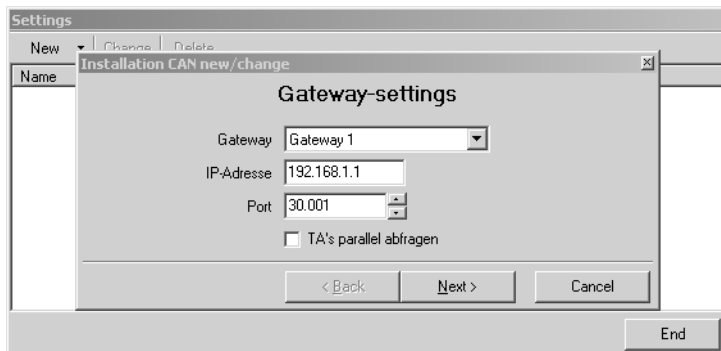 Settings
New Change Delete
Installation CAN new/change
Name
Gateway-settings
Gateway Gateway 1
IP-Adresse 192.168.1.1
Port 30.001
TA's parallel abfragen
< Back Next > Cancel
End